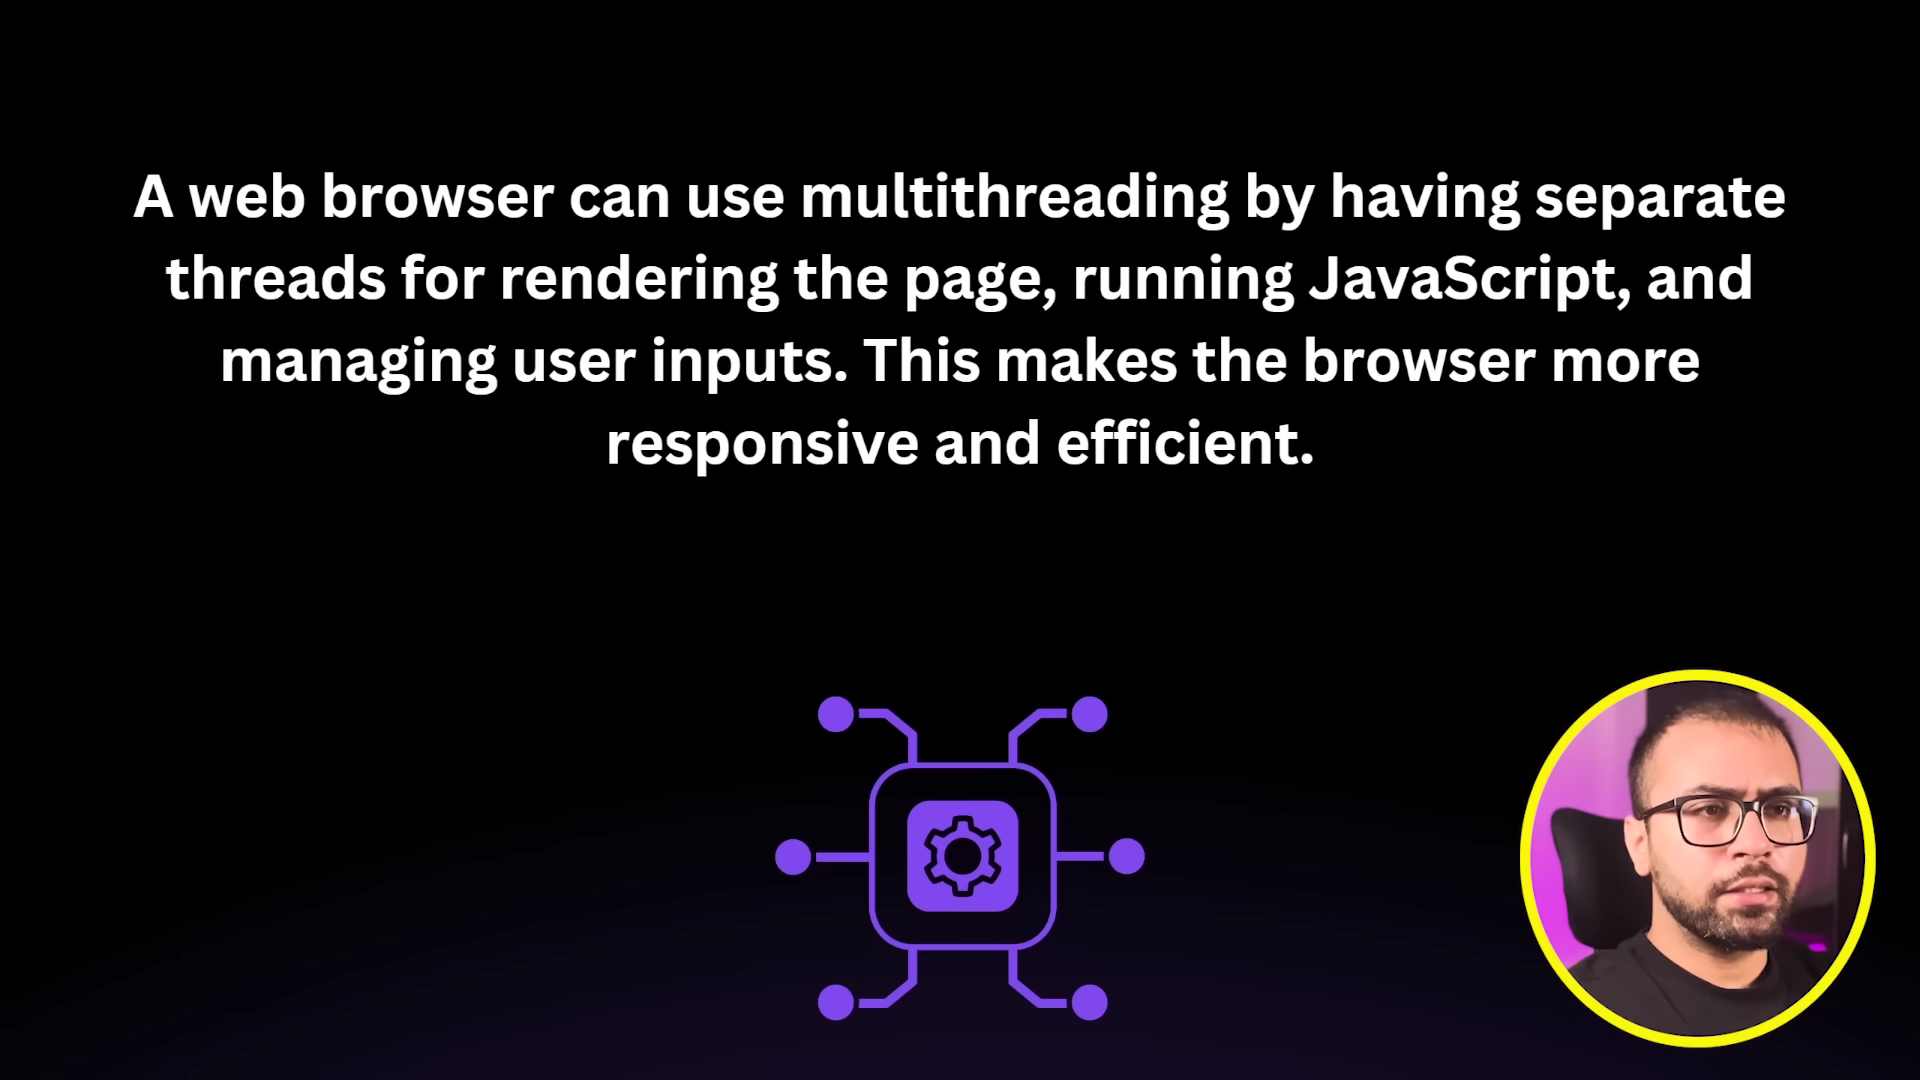 A web browser can use multithreading by having separate
threads for rendering the page, running JavaScript, and
managing user inputs. This makes the browser more
responsive and efficient.